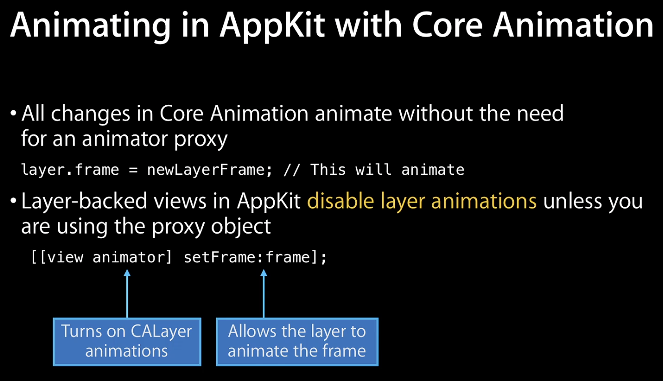 Animating in AppKit with Core Animation
• All changes in Core Animation animate without the need
for an animator proxy
layer.frame = newLayerFrame; // This will animate
• Layer-backed views in AppKit disable layer animations unless you
are using the proxy object
[[view animator] setFrame:frame];
Turns on CALayer
animations
Allows the layer to
animate the frame